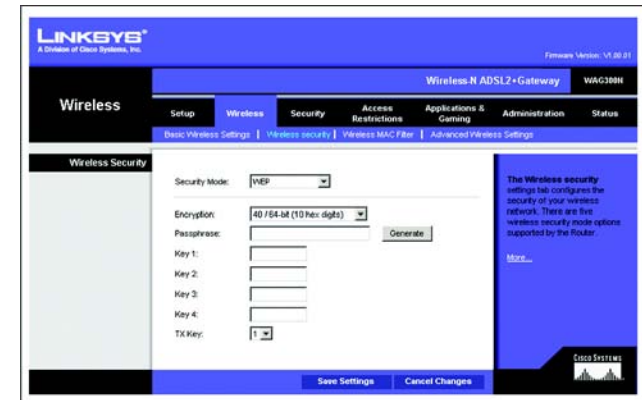 LINKSYS®
A Division of Cisco Systems, Inc.
Firmware Version: V1.00.01
Wireless-N ADSL2+Gateway WAG300N
Wireless
Setup Wireless Security Access Restrictions Applications & Gaming Administration Status
Basic Wireless Settings | Wireless security | Wireless MAC Filter | Advanced Wireless Settings
Wireless Security
Security Mode: WEP
Encryption: 40 / 64-bit (10 hex digits)
Passphrase: Generate
Key 1:
Key 2:
Key 3:
Key 4:
TX Key: 1
The Wireless security
settings tab configures the
security of your wireless
network. There are five
wireless security mode options
supported by the Router.
More...
Save Settings Cancel Changes
CISCO SYSTEMS